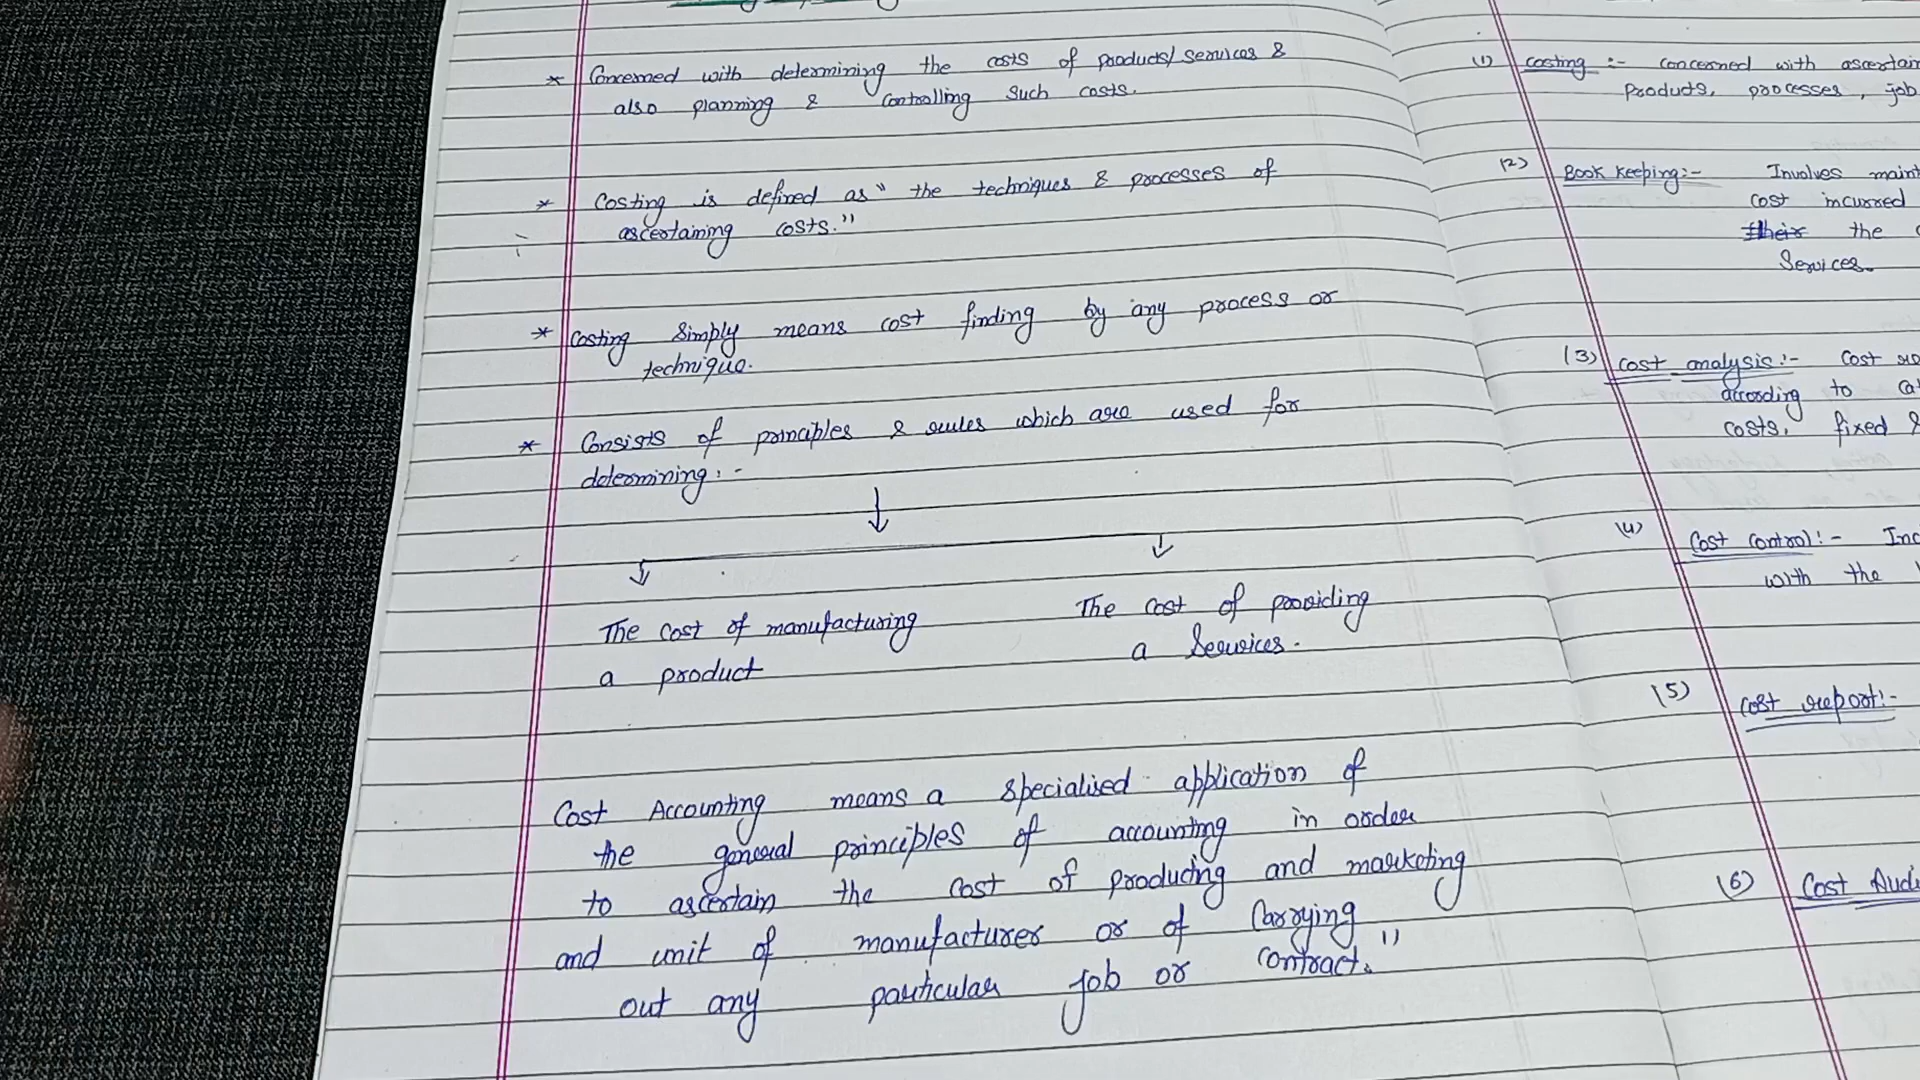 * Concerned with determining the costs of products/services &
also planning & controlling such costs.
* Costing is defined as " the techniques & processes of
ascertaining costs."
* Costing simply means cost finding by any process or
technique.
* Consists of principles & rules which are used for
determining:-
The cost of manufacturing
a product
The cost of providing
a Services.
Cost Accounting means a specialised application of
the general principles of accounting in order
to ascertain the cost of producing and marketing
and unit of manufacturer or of Carrying
out any particular job or contract."
(1) Costing :- concerned with
products, processes, job
(2) Book keeping:- Involves
cost incurred
their the
Services.
(3) Cost analysis:- Cost
according to
costs, fixed &
(4) Cost control:-
with the
(5) Cost report:-
(6) Cost